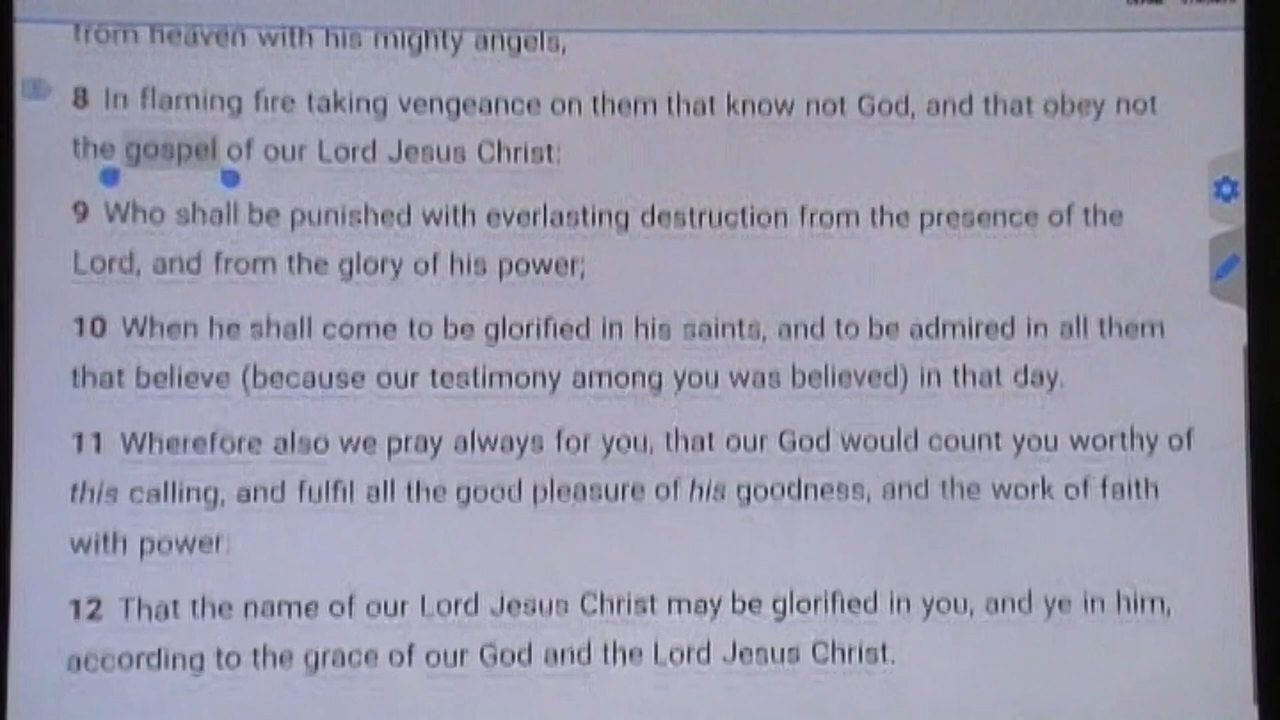 from heaven with his mighty angels,
8 In flaming fire taking vengeance on them that know not God, and that obey not
the gospel of our Lord Jesus Christ:
9 Who shall be punished with everlasting destruction from the presence of the
Lord, and from the glory of his power;
10 When he shall come to be glorified in his saints, and to be admired in all them
that believe (because our testimony among you was believed) in that day.
11 Wherefore also we pray always for you, that our God would count you worthy of
this calling, and fulfil all the good pleasure of his goodness, and the work of faith
with power:
12 That the name of our Lord Jesus Christ may be glorified in you, and ye in him,
according to the grace of our God and the Lord Jesus Christ.